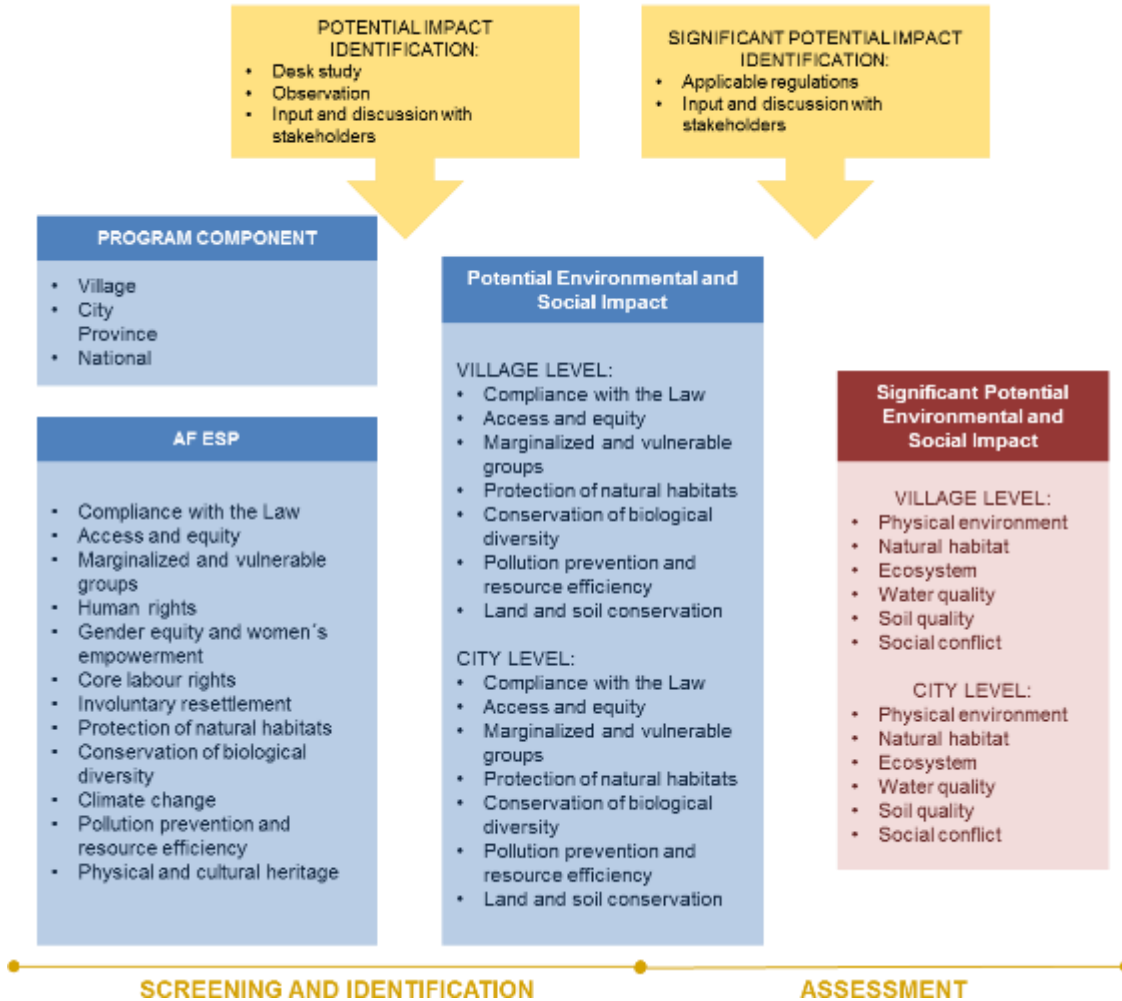 POTENTIAL IMPACT
IDENTIFICATION:
• Desk study
• Observation
• Input and discussion with
stakeholders
SIGNIFICANT POTENTIAL IMPACT
IDENTIFICATION:
• Applicable regulations
• Input and discussion with
stakeholders
PROGRAM COMPONENT
• Village
• City
Province
• National
AF ESP
• Compliance with the Law
• Access and equity
• Marginalized and vulnerable
groups
• Human rights
• Gender equity and women´s
empowerment
• Core labour rights
• Involuntary resettlement
• Protection of natural habitats
• Conservation of biological
diversity
• Climate change
• Pollution prevention and
resource efficiency
• Physical and cultural heritage
Potential Environmental and
Social Impact
VILLAGE LEVEL:
• Compliance with the Law
• Access and equity
• Marginalized and vulnerable
groups
• Protection of natural habitats
• Conservation of biological
diversity
• Pollution prevention and
resource efficiency
• Land and soil conservation
CITY LEVEL:
• Compliance with the Law
• Access and equity
• Marginalized and vulnerable
groups
• Protection of natural habitats
• Conservation of biological
diversity
• Pollution prevention and
resource efficiency
• Land and soil conservation
Significant Potential
Environmental and
Social Impact
VILLAGE LEVEL:
• Physical environment
• Natural habitat
• Ecosystem
• Water quality
• Soil quality
• Social conflict
CITY LEVEL:
• Physical environment
• Natural habitat
• Ecosystem
• Water quality
• Soil quality
• Social conflict
SCREENING AND IDENTIFICATION
ASSESSMENT